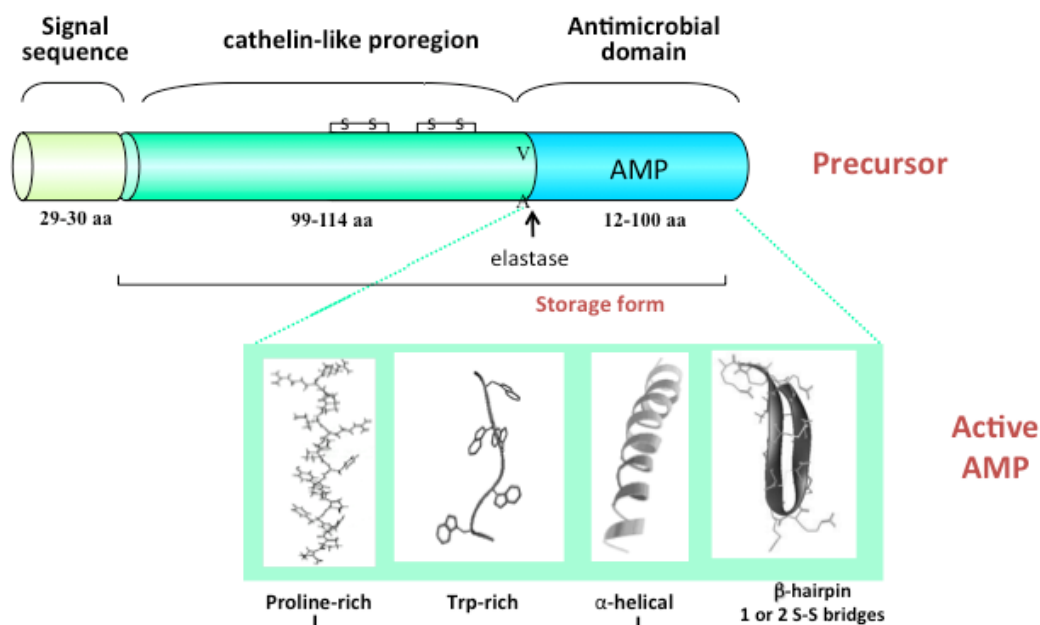 Signal
sequence
cathelin-like proregion
Antimicrobial
domain
S S
S S
V
AMP
Precursor
A
29-30 aa
99-114 aa
12-100 aa
elastase
Storage form
Active
AMP
Proline-rich
Trp-rich
α-helical
β-hairpin
1 or 2 S-S bridges